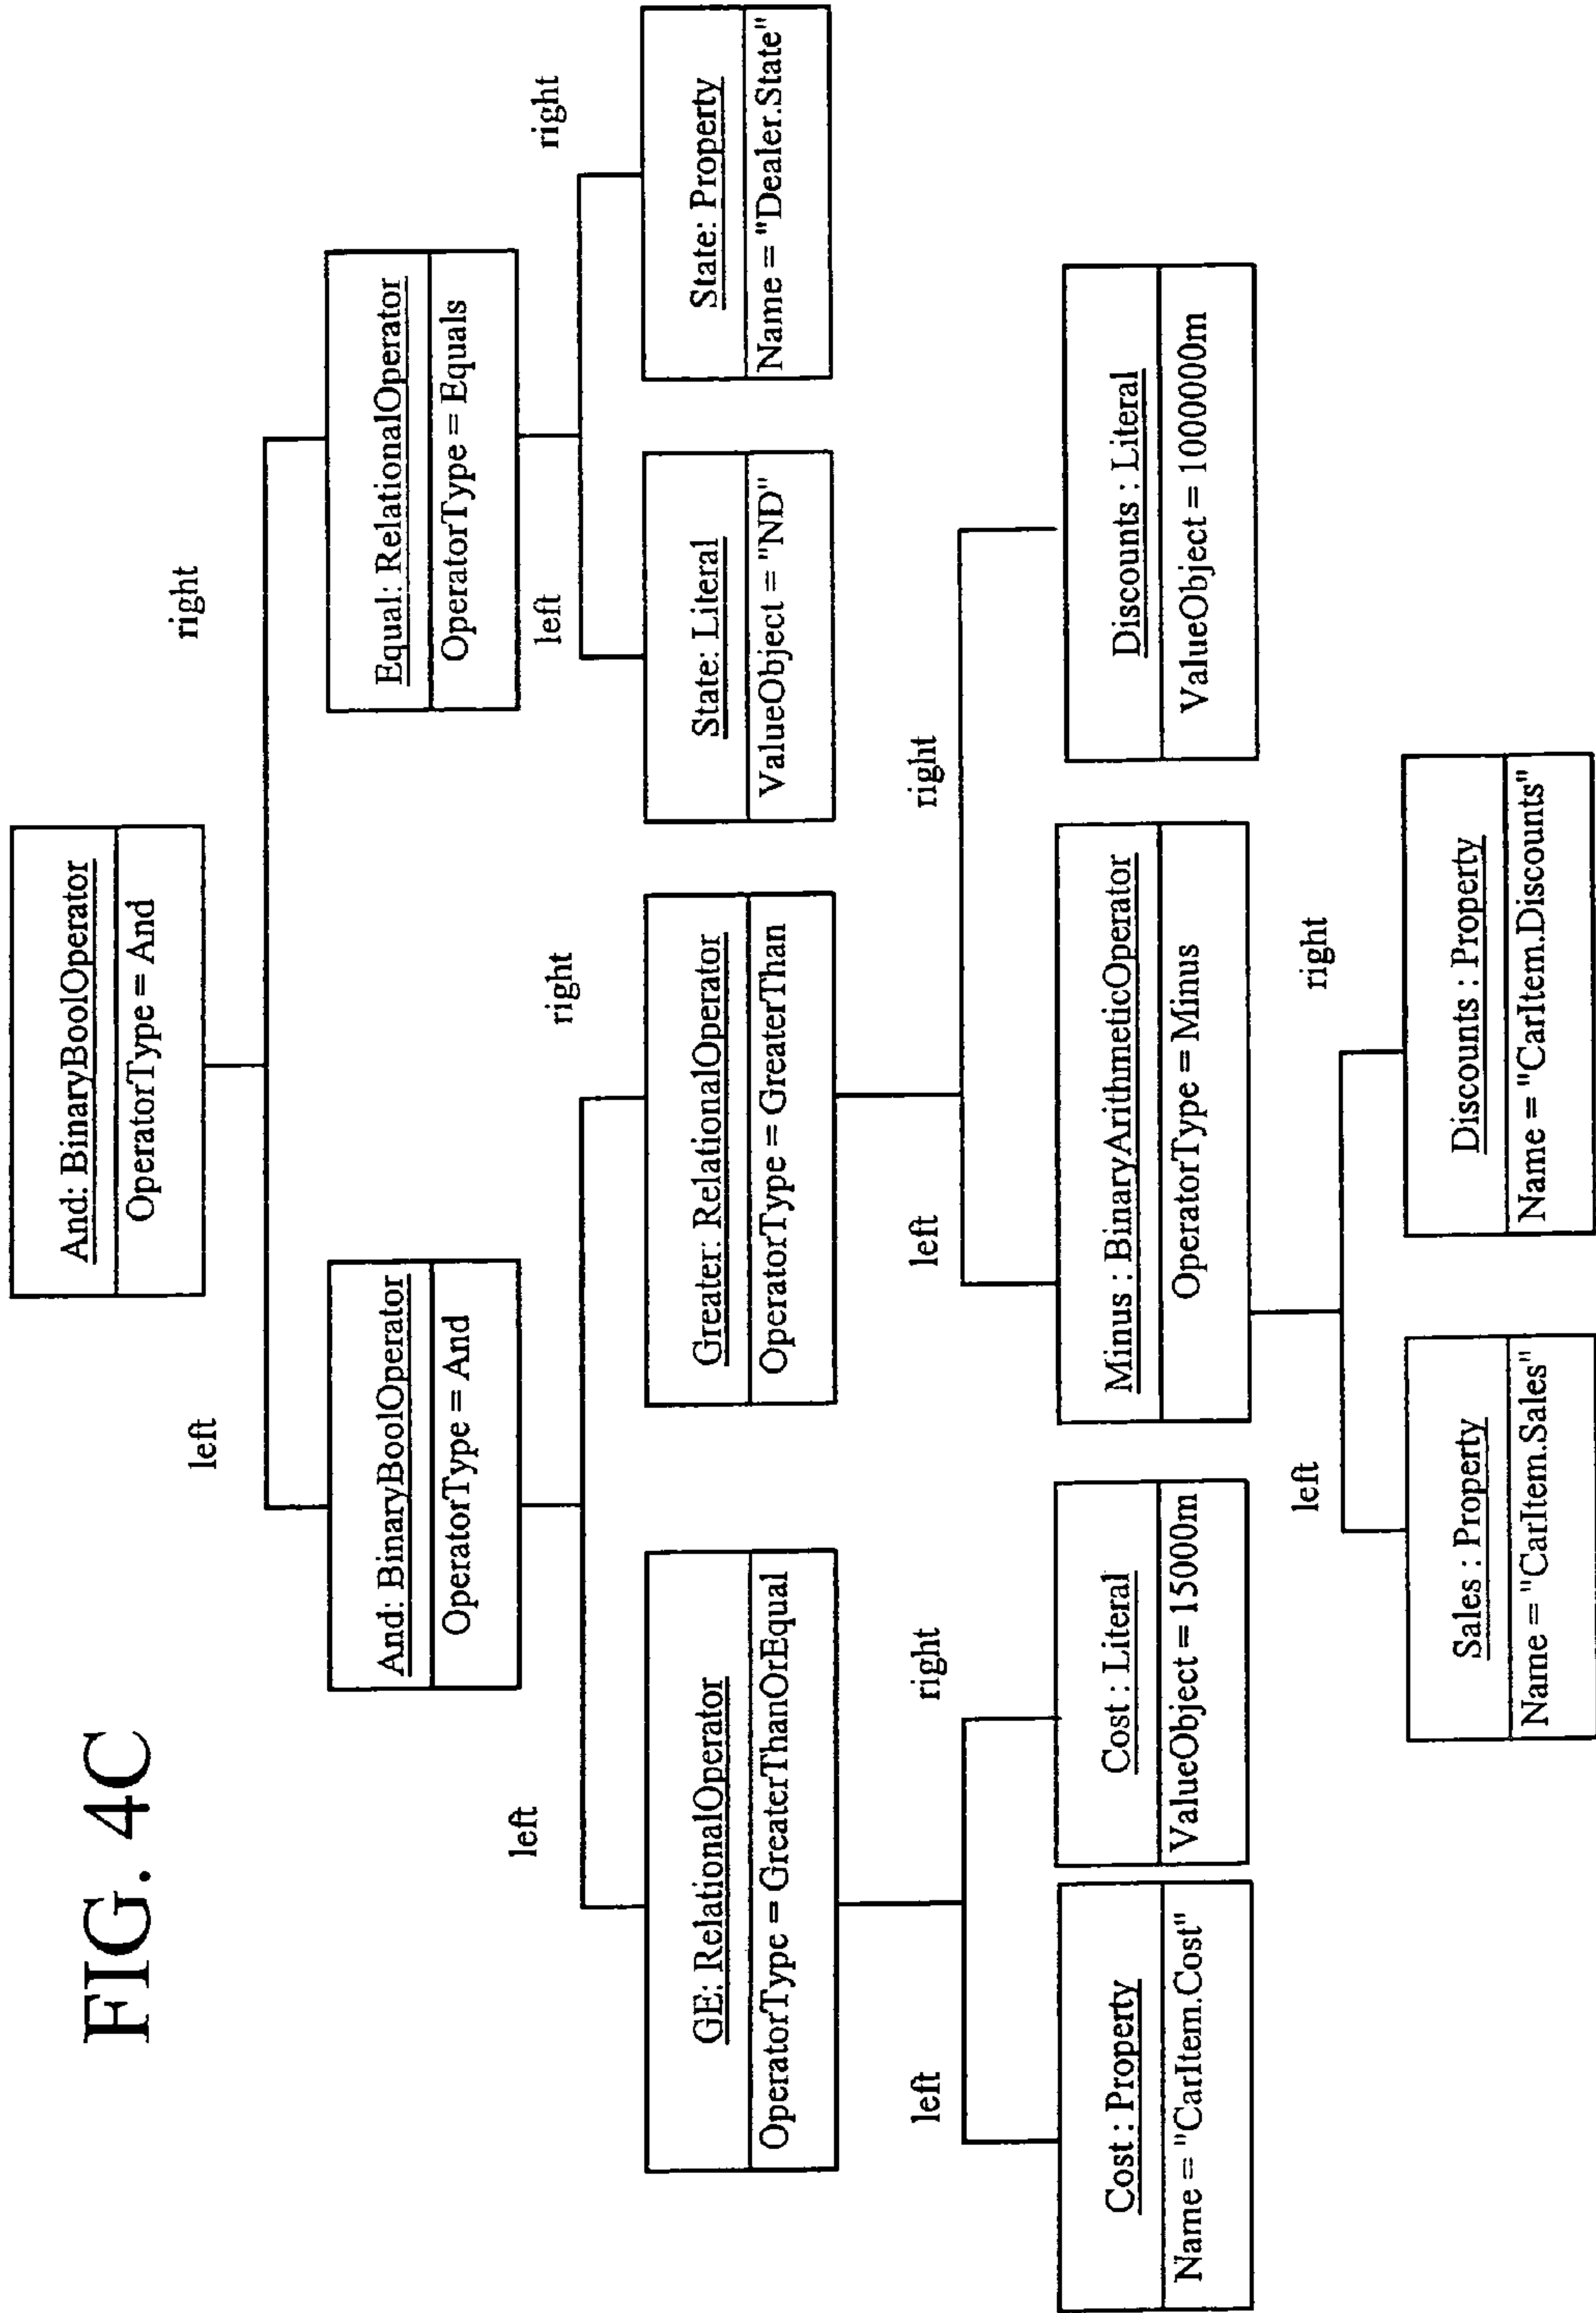 FIG. 4C
And: BinaryBoolOperator
OperatorType = And
left
right
And: BinaryBoolOperator
OperatorType = And
Equal: RelationalOperator
OperatorType = Equals
left
right
left
right
GE: RelationalOperator
OperatorType = GreaterThanOrEqual
Greater: RelationalOperator
OperatorType = GreaterThan
State: Literal
ValueObject = "ND"
State: Property
Name = "Dealer.State"
left
right
left
right
Cost : Property
Name = "CarItem.Cost"
Cost : Literal
ValueObject = 15000m
Minus : BinaryArithmeticOperator
OperatorType = Minus
Discounts : Literal
ValueObject = 1000000m
left
right
Sales : Property
Name = "CarItem.Sales"
Discounts : Property
Name = "CarItem.Discounts"